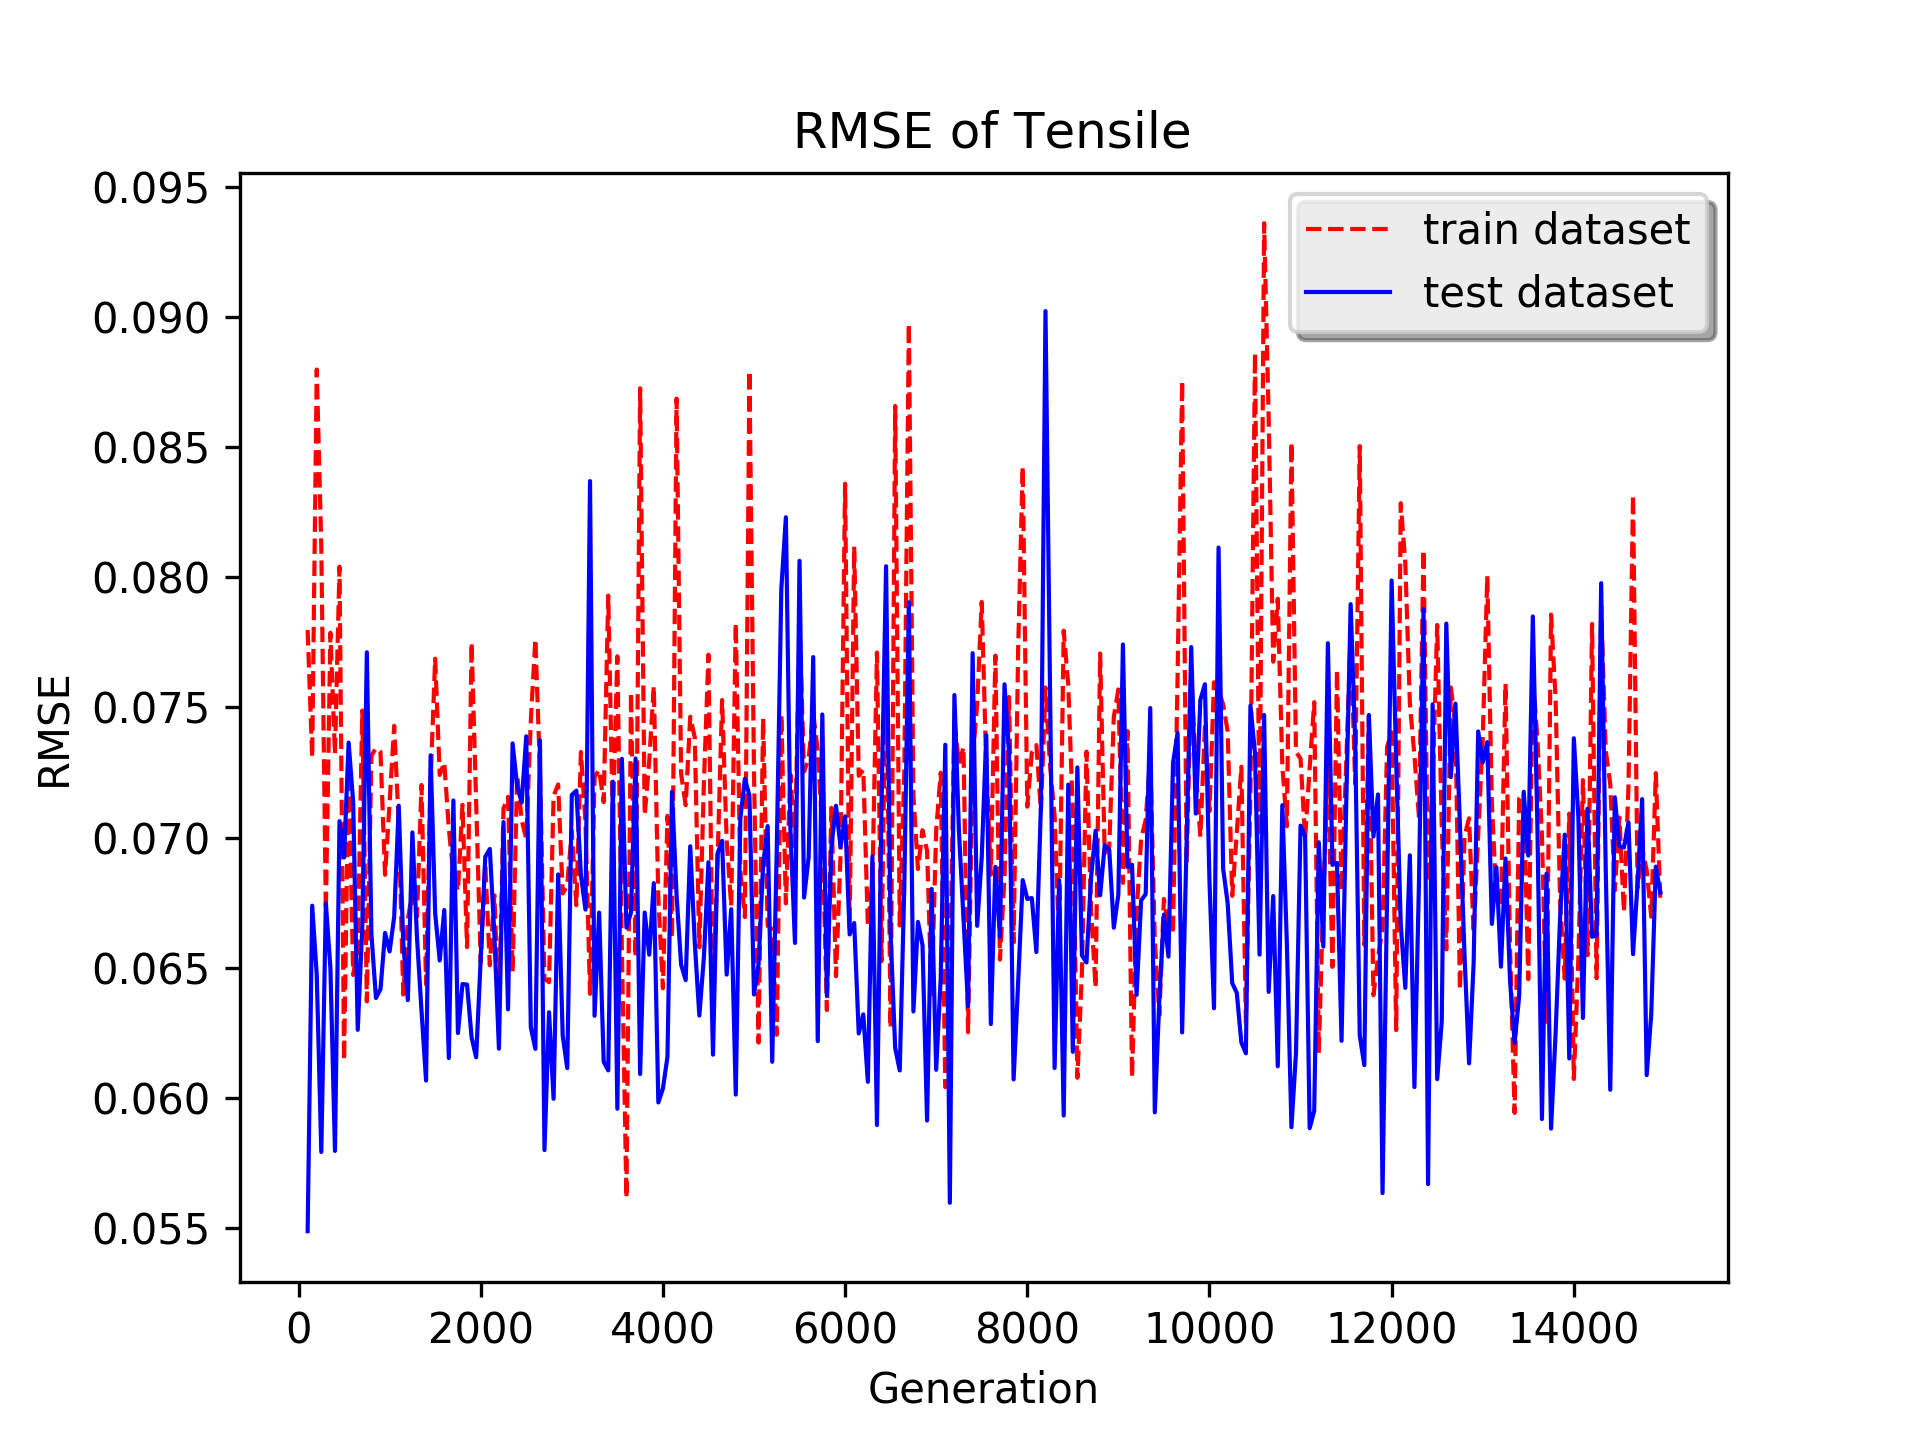 RMSE of Tensile
train dataset
test dataset
0.095
0.090
0.085
0.080
0.075
0.070
0.065
0.060
0.055
RMSE
0 2000 4000 6000 8000 10000 12000 14000
Generation